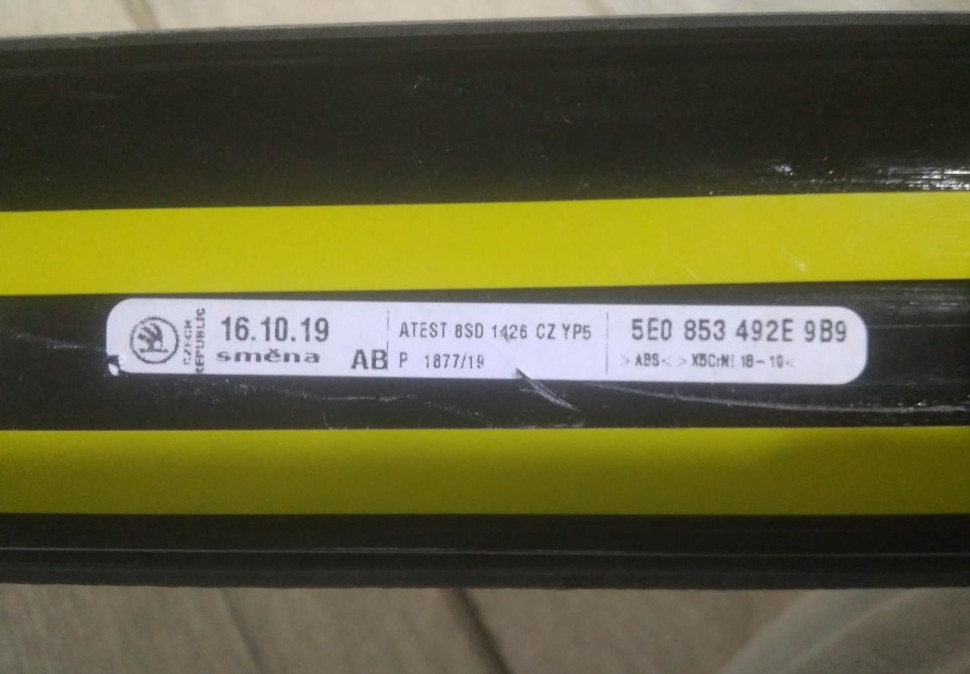 CZECH
REPUBLIC
16.10.19
směna AB
ATEST 8SD 1426 CZ YP5
P 1877/19
5E0 853 492E 9B9
>ABS< >X5CrNi 18-10<